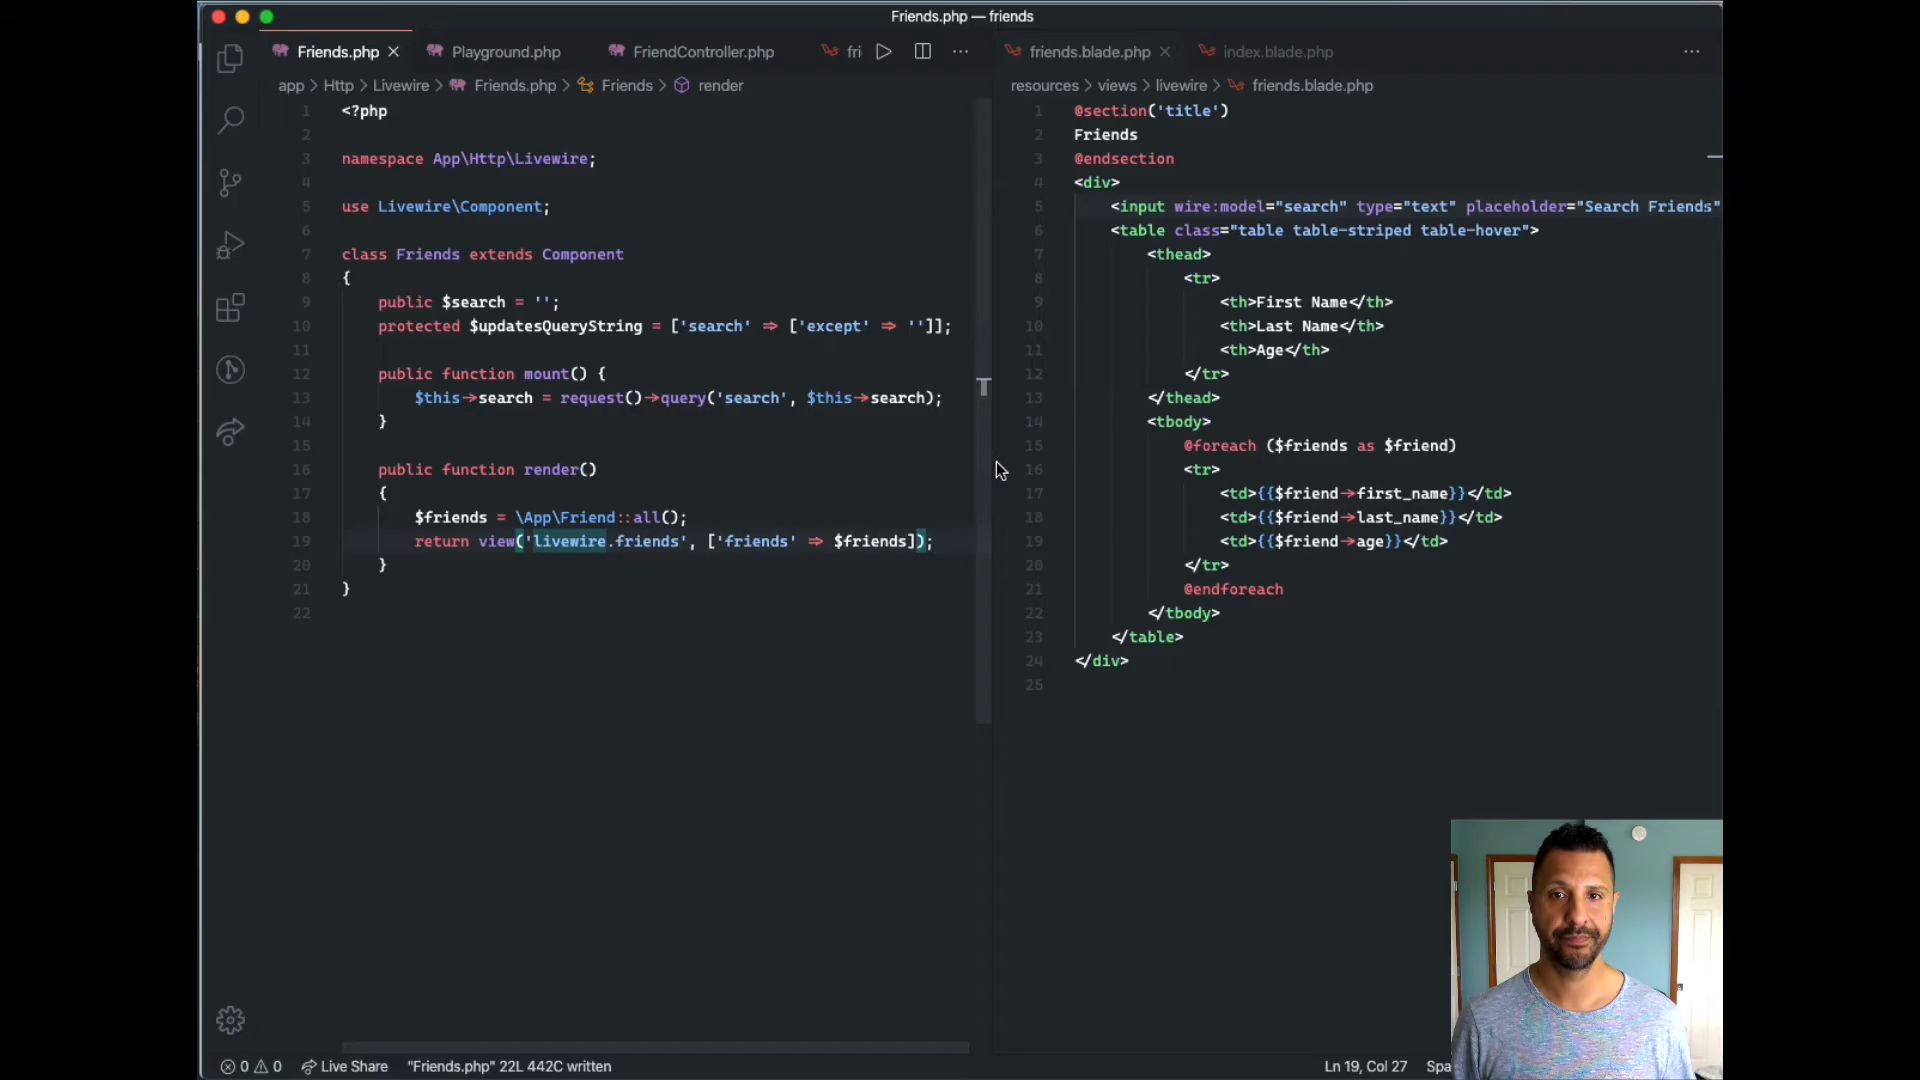 Friends.php — friends
Friends.php Playground.php FriendController.php fri
app > Http > Livewire > Friends.php > Friends > render
1 <?php
2
3 namespace App\Http\Livewire;
4
5 use Livewire\Component;
6
7 class Friends extends Component
8 {
9 public $search = '';
10 protected $updatesQueryString = ['search' => ['except' => '']];
11
12 public function mount() {
13 $this->search = request()->query('search', $this->search);
14 }
15
16 public function render()
17 {
18 $friends = \App\Friend::all();
19 return view('livewire.friends', ['friends' => $friends]);
20 }
21 }
22
friends.blade.php index.blade.php
resources > views > livewire > friends.blade.php
1 @section('title')
2 Friends
3 @endsection
4 <div>
5 <input wire:model="search" type="text" placeholder="Search Friends"
6 <table class="table table-striped table-hover">
7 <thead>
8 <tr>
9 <th>First Name</th>
10 <th>Last Name</th>
11 <th>Age</th>
12 </tr>
13 </thead>
14 <tbody>
15 @foreach ($friends as $friend)
16 <tr>
17 <td>{{$friend->first_name}}</td>
18 <td>{{$friend->last_name}}</td>
19 <td>{{$friend->age}}</td>
20 </tr>
21 @endforeach
22 </tbody>
23 </table>
24 </div>
25
0 0 Live Share "Friends.php" 22L 442C written
Ln 19, Col 27 Spa